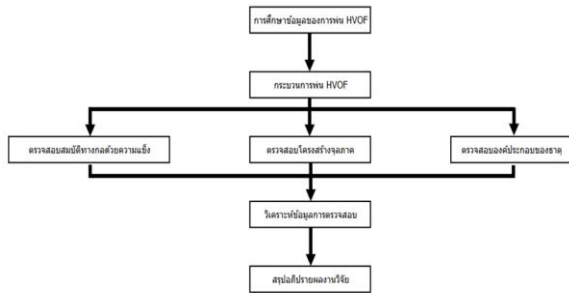 การศึกษาข้อมูลของการพ่น HVOF
กระบวนการพ่น HVOF
ตรวจสอบสมบัติทางกลด้วยความแข็ง
ตรวจสอบโครงสร้างจุลภาค
ตรวจสอบองค์ประกอบของธาตุ
วิเคราะห์ข้อมูลการตรวจสอบ
สรุปอภิปรายผลงานวิจัย